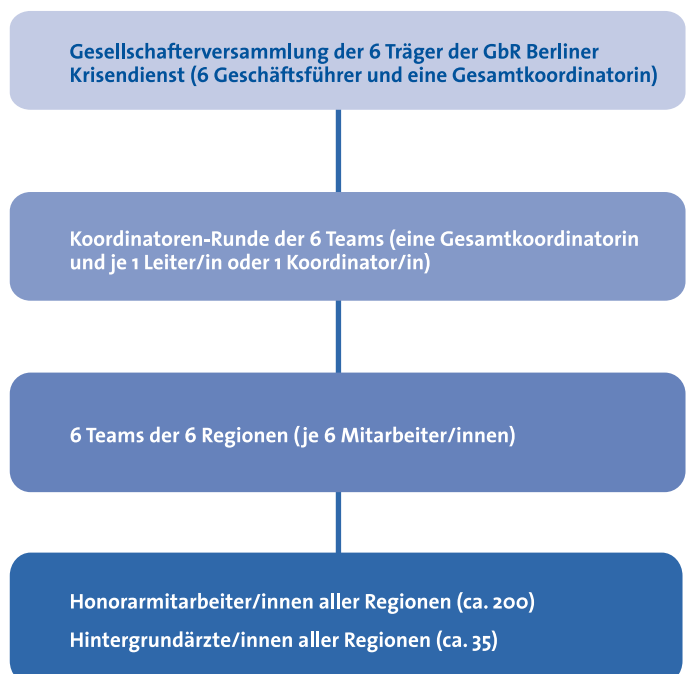 Gesellschafterversammlung der 6 Träger der GbR Berliner
Krisendienst (6 Geschäftsführer und eine Gesamtkoordinatorin)
Koordinatoren-Runde der 6 Teams (eine Gesamtkoordinatorin
und je 1 Leiter/in oder 1 Koordinator/in)
6 Teams der 6 Regionen (je 6 Mitarbeiter/innen)
Honorarmitarbeiter/innen aller Regionen (ca. 200)
Hintergrundärzte/innen aller Regionen (ca. 35)